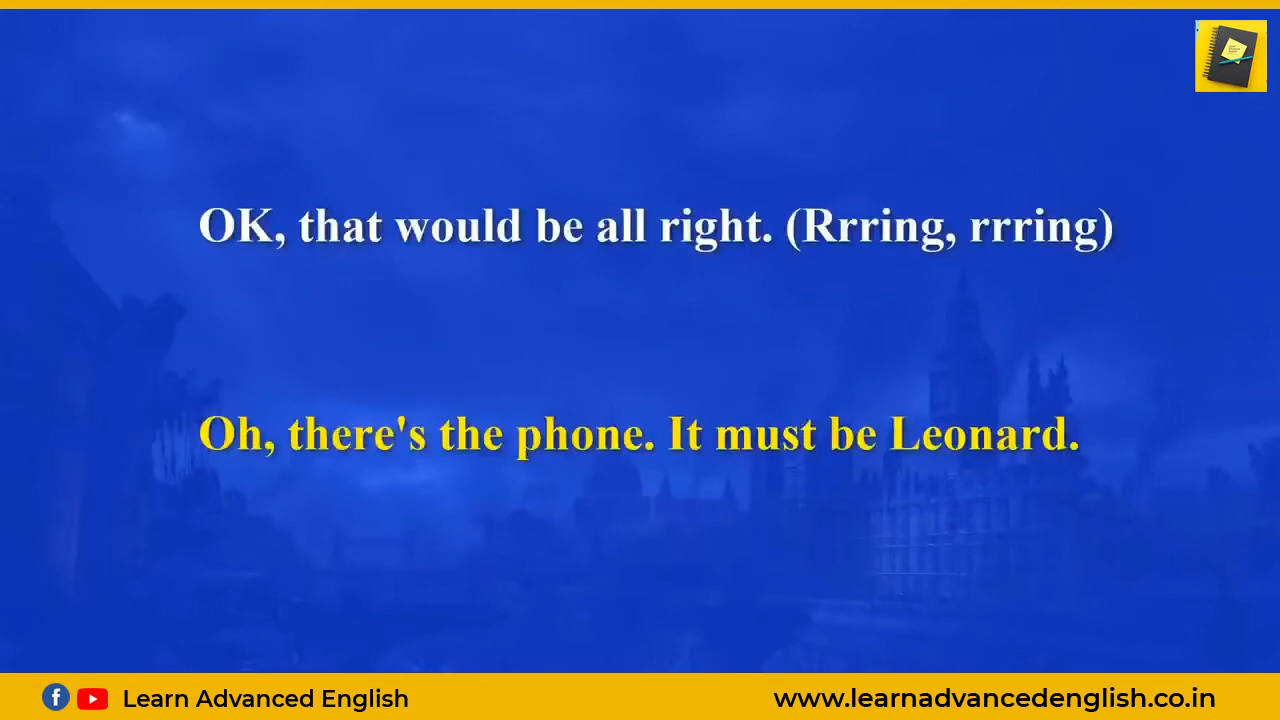 OK, that would be all right. (Rrring, rrring)
Oh, there's the phone. It must be Leonard.
Learn Advanced English
www.learnadvancedenglish.co.in